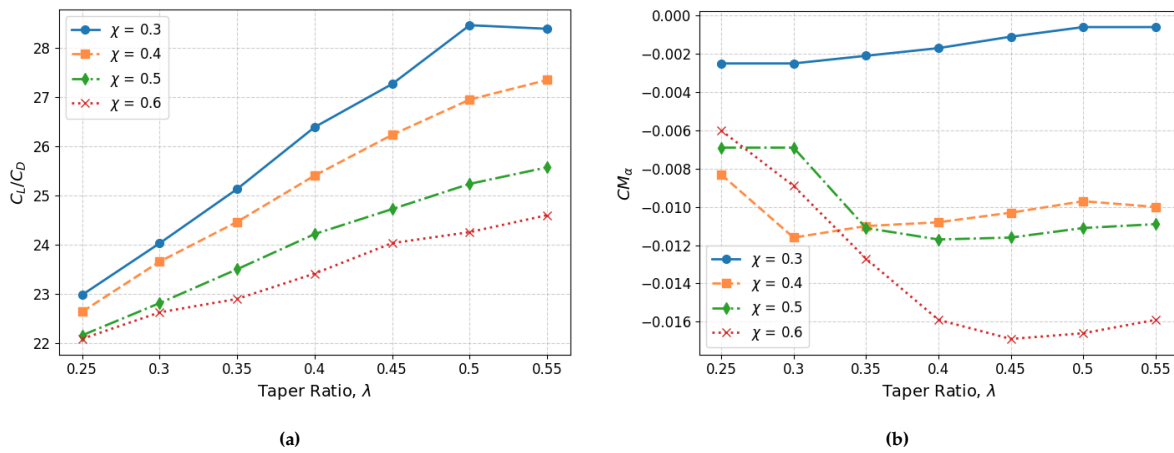 28
27
26
25
24
23
22
C_L/C_D
χ = 0.3
χ = 0.4
χ = 0.5
χ = 0.6
0.25 0.3 0.35 0.4 0.45 0.5 0.55
Taper Ratio, λ
(a)
0.000
−0.002
−0.004
−0.006
−0.008
−0.010
−0.012
−0.014
−0.016
CM_α
χ = 0.3
χ = 0.4
χ = 0.5
χ = 0.6
0.25 0.3 0.35 0.4 0.45 0.5 0.55
Taper Ratio, λ
(b)